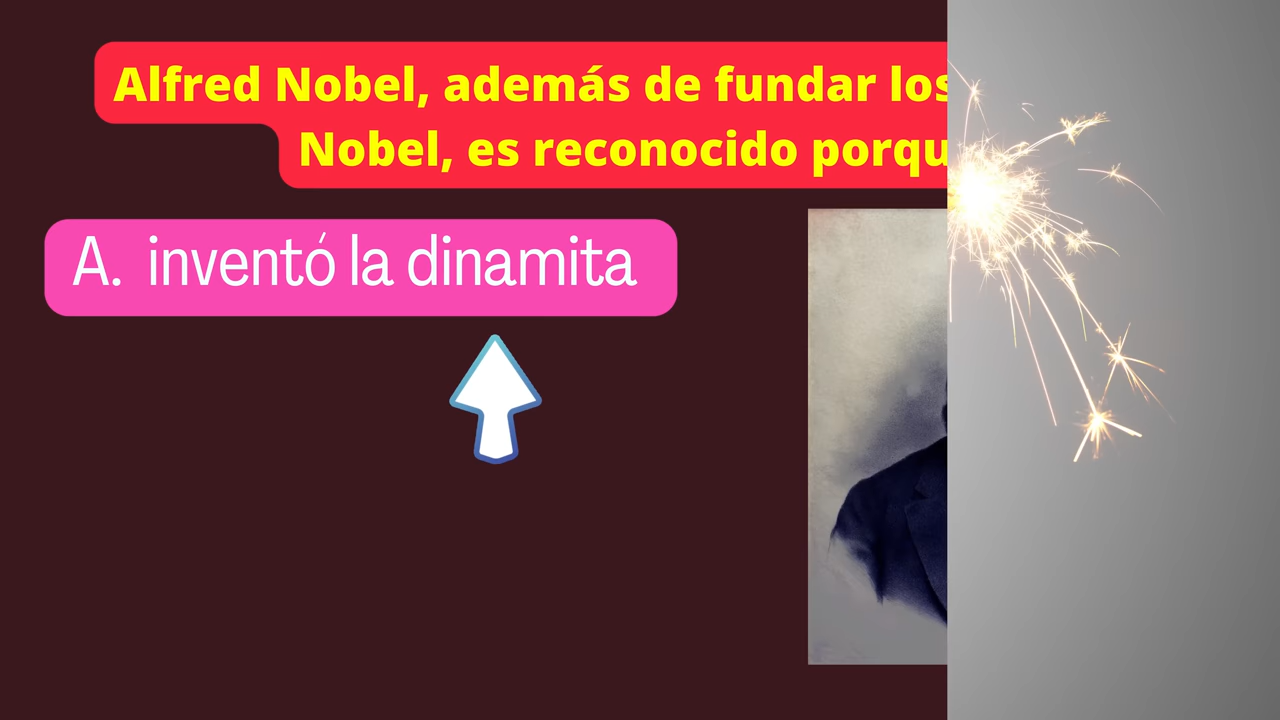 Alfred Nobel, además de fundar los
Nobel, es reconocido porqu
A. inventó la dinamita